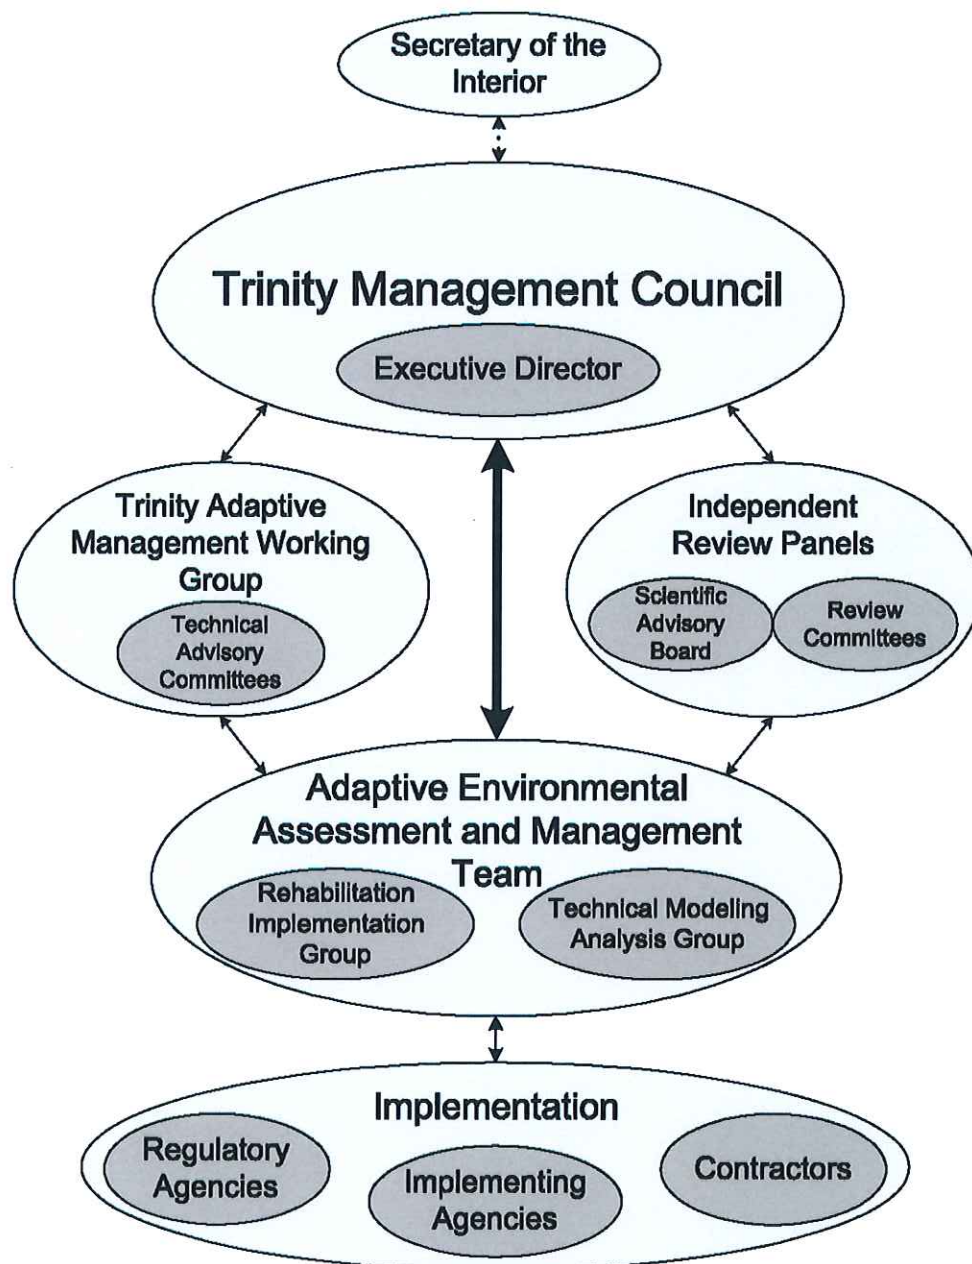 Secretary of the
Interior
Trinity Management Council
Executive Director
Trinity Adaptive
Management Working
Group
Technical
Advisory
Committees
Independent
Review Panels
Scientific
Advisory
Board
Review
Committees
Adaptive Environmental
Assessment and Management
Team
Rehabilitation
Implementation
Group
Technical Modeling
Analysis Group
Implementation
Regulatory
Agencies
Implementing
Agencies
Contractors